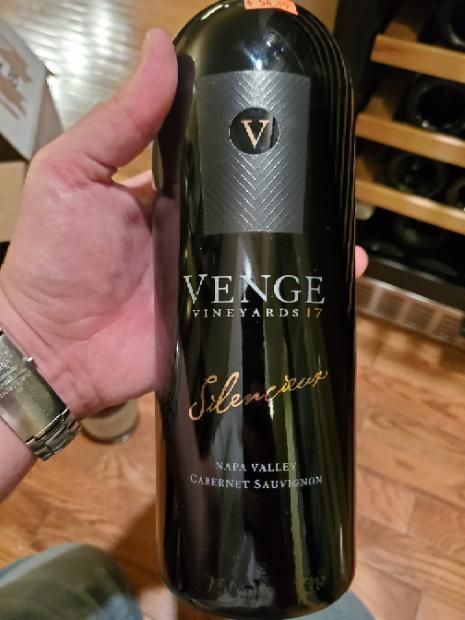 V
VENGE
VINEYARDS 17
Silencieux
NAPA VALLEY
CABERNET SAUVIGNON